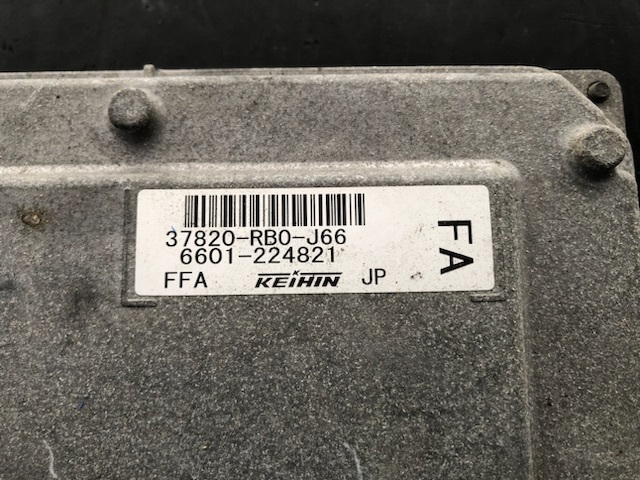 37820-RB0-J66
6601-224821
FFA KEIHIN JP
FA